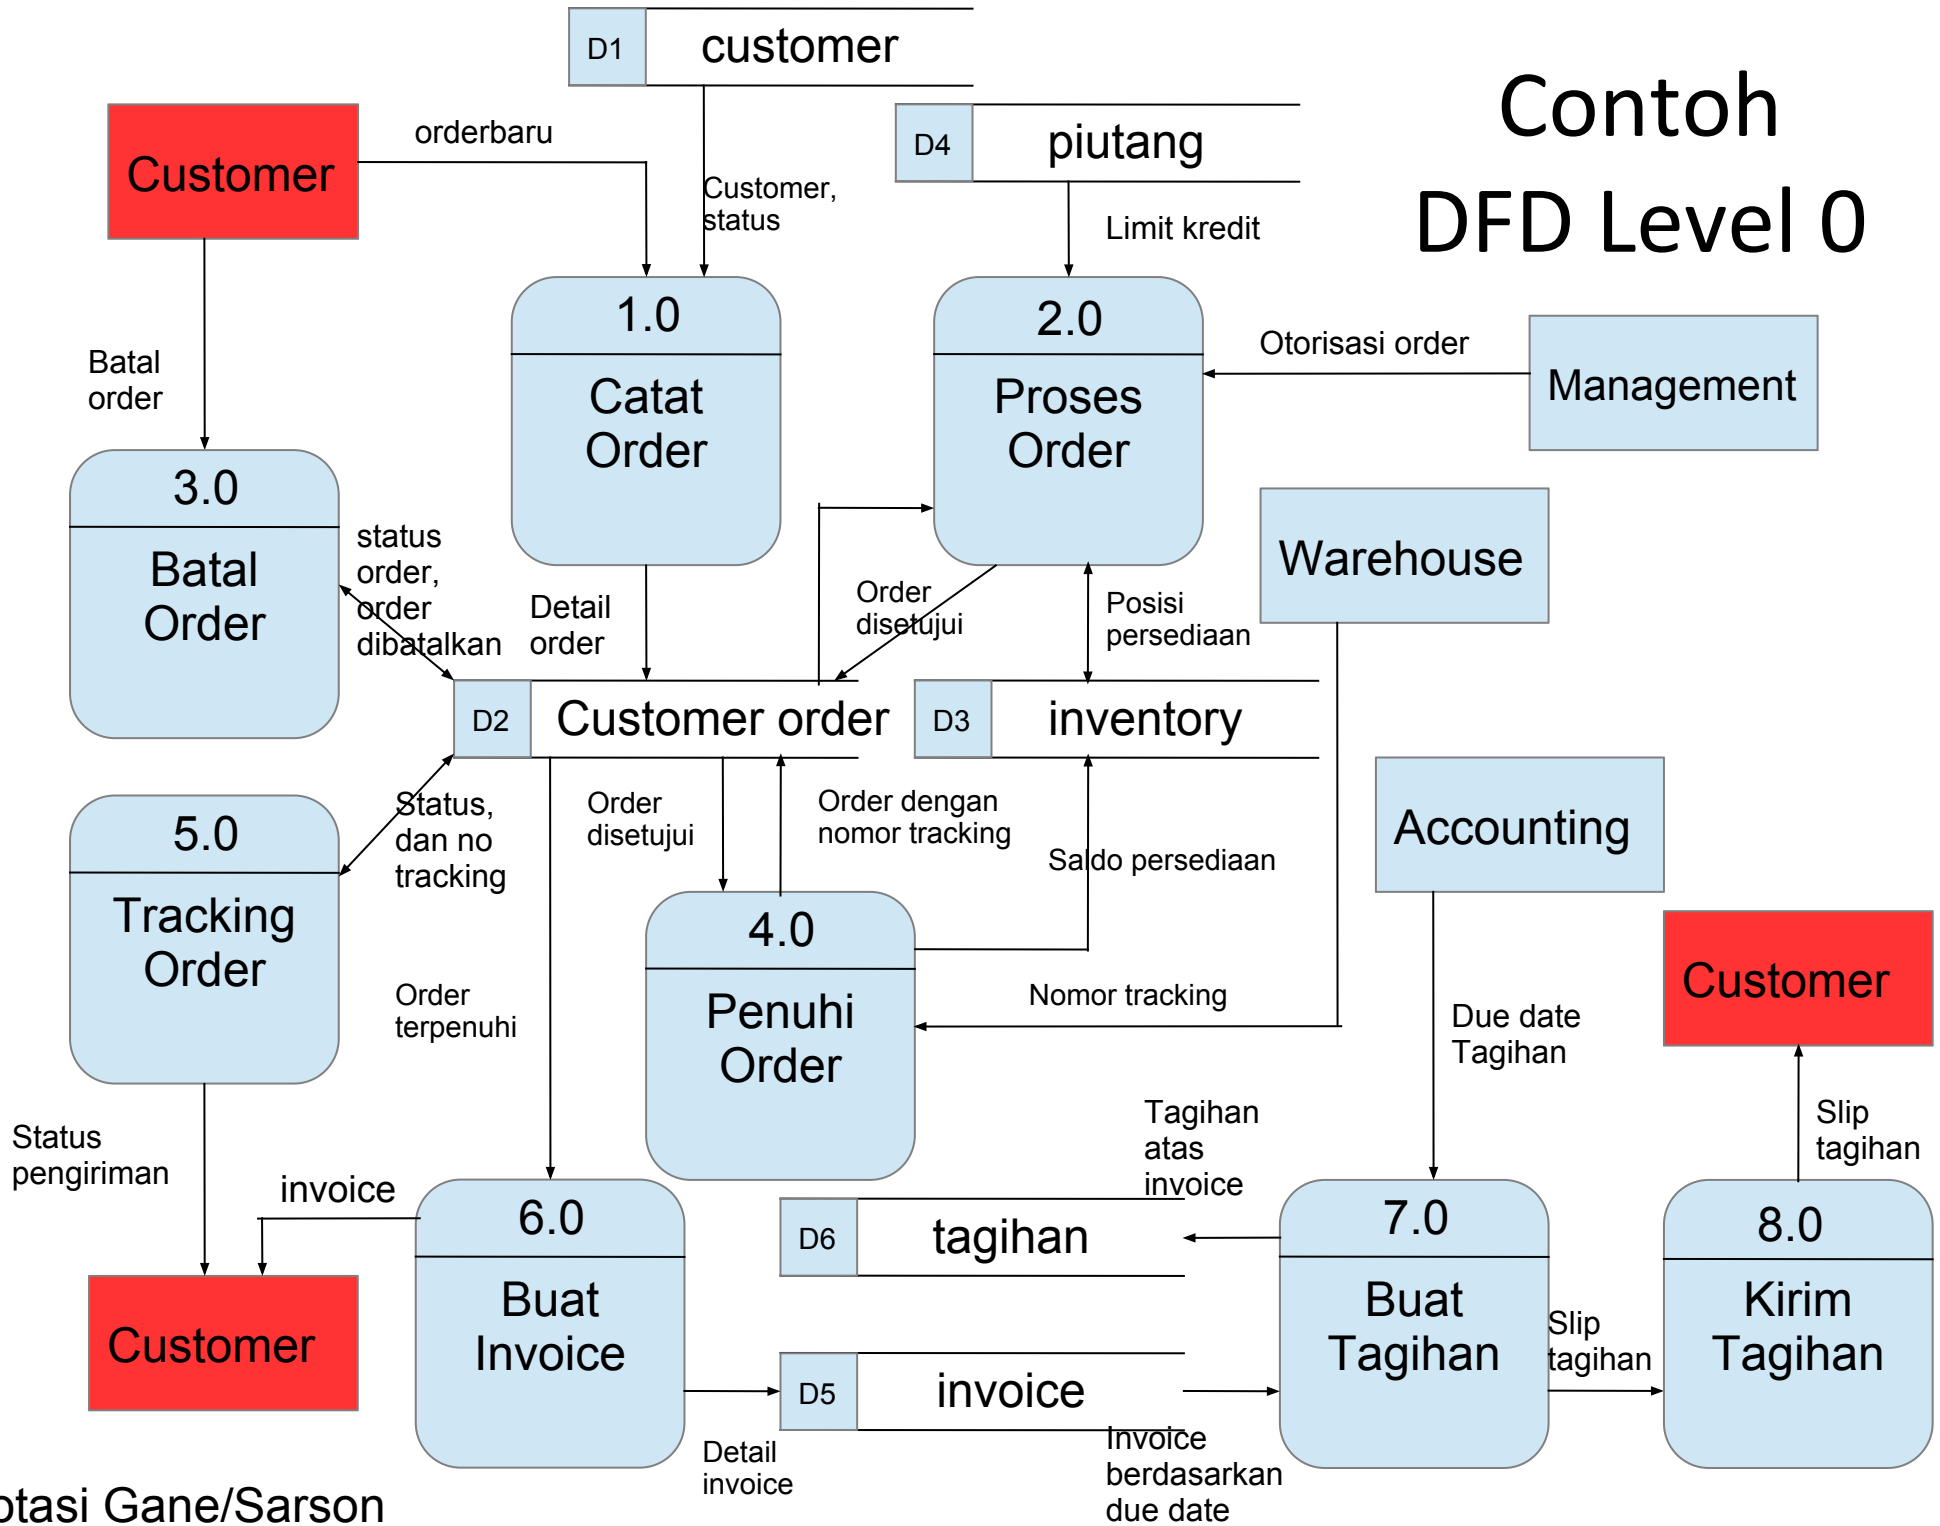 D1
customer
Contoh
DFD Level 0
D4
piutang
orderbaru
Customer
Customer,
status
Limit kredit
1.0
Catat
Order
2.0
Proses
Order
Otorisasi order
Management
Batal
order
3.0
Batal
Order
status
order,
order
dibatalkan
Detail
order
Order
disetujui
Posisi
persediaan
Warehouse
D2
Customer order
D3
inventory
5.0
Tracking
Order
Status,
dan no
tracking
Order
disetujui
Order dengan
nomor tracking
Saldo persediaan
Accounting
4.0
Penuhi
Order
Nomor tracking
Order
terpenuhi
Customer
Due date
Tagihan
Status
pengiriman
invoice
Tagihan
atas
invoice
Slip
tagihan
6.0
Buat
Invoice
D6
tagihan
7.0
Buat
Tagihan
8.0
Kirim
Tagihan
Slip
tagihan
Customer
D5
invoice
Detail
invoice
Invoice
berdasarkan
due date
otasi Gane/Sarson